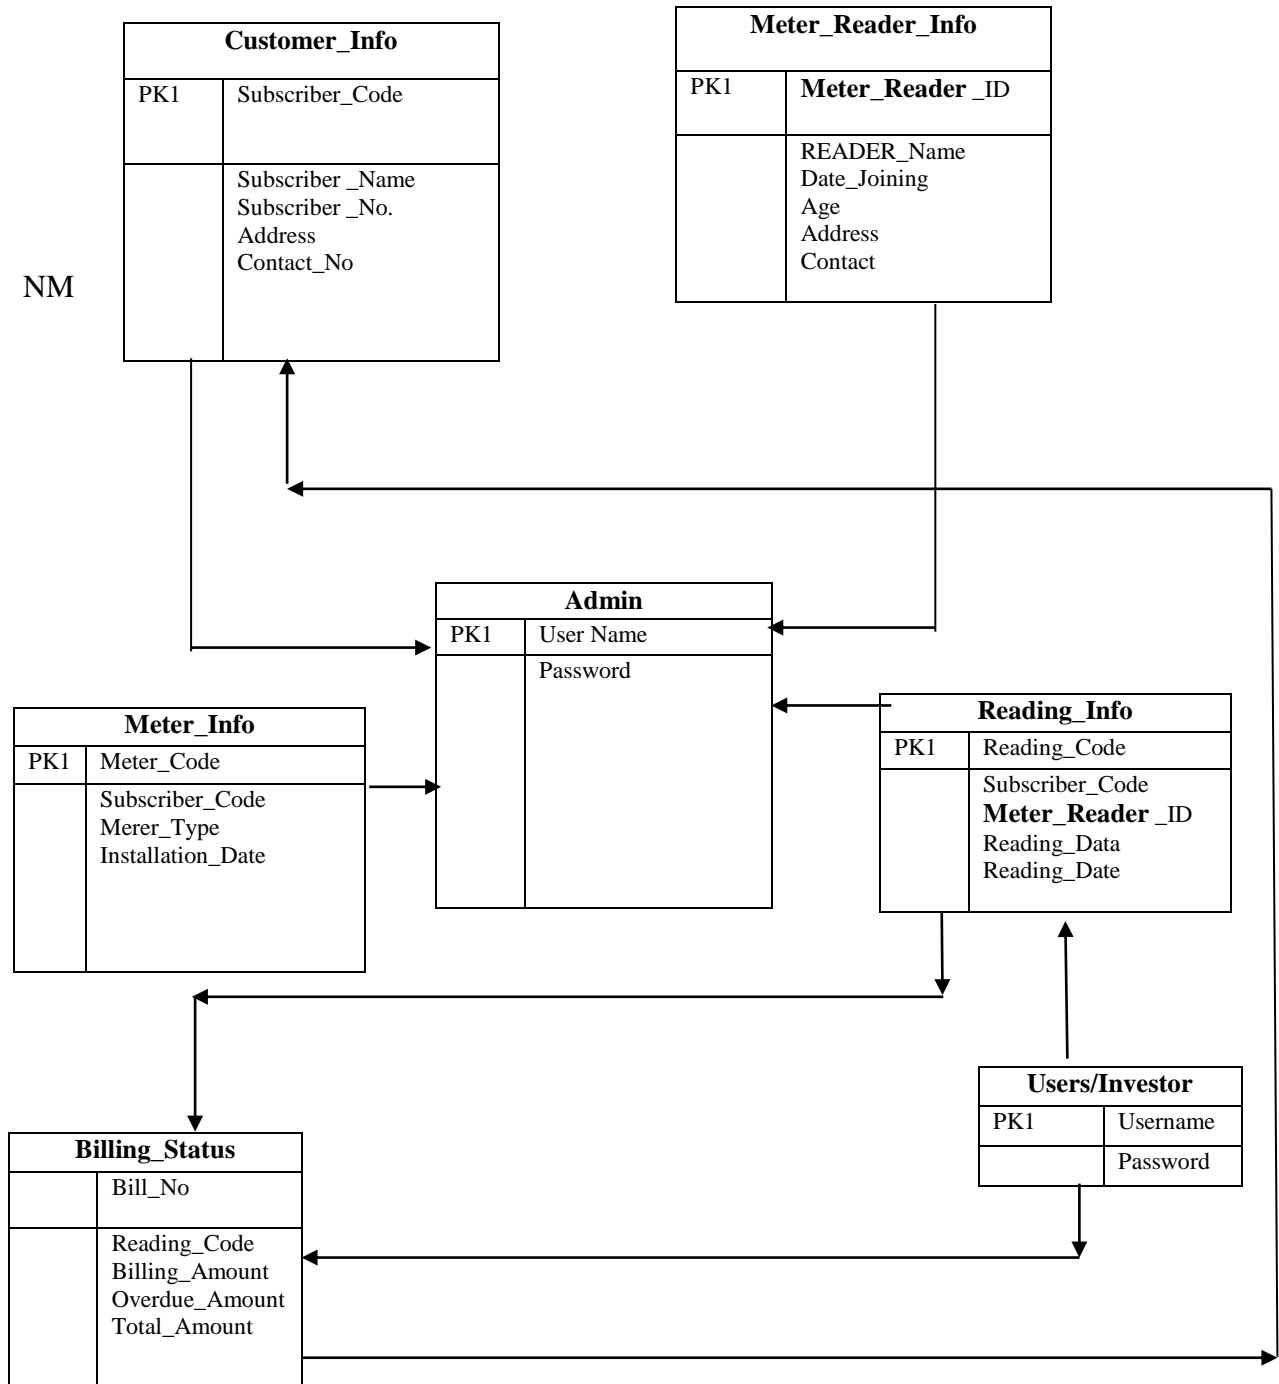 Customer_Info
PK1 Subscriber_Code
Subscriber _Name
Subscriber _No.
Address
Contact_No
Meter_Reader_Info
PK1 Meter_Reader _ID
READER_Name
Date_Joining
Age
Address
Contact
NM
Admin
PK1 User Name
Password
Meter_Info
PK1 Meter_Code
Subscriber_Code
Merer_Type
Installation_Date
Reading_Info
PK1 Reading_Code
Subscriber_Code
Meter_Reader _ID
Reading_Data
Reading_Date
Users/Investor
PK1 Username
Password
Billing_Status
Bill_No
Reading_Code
Billing_Amount
Overdue_Amount
Total_Amount